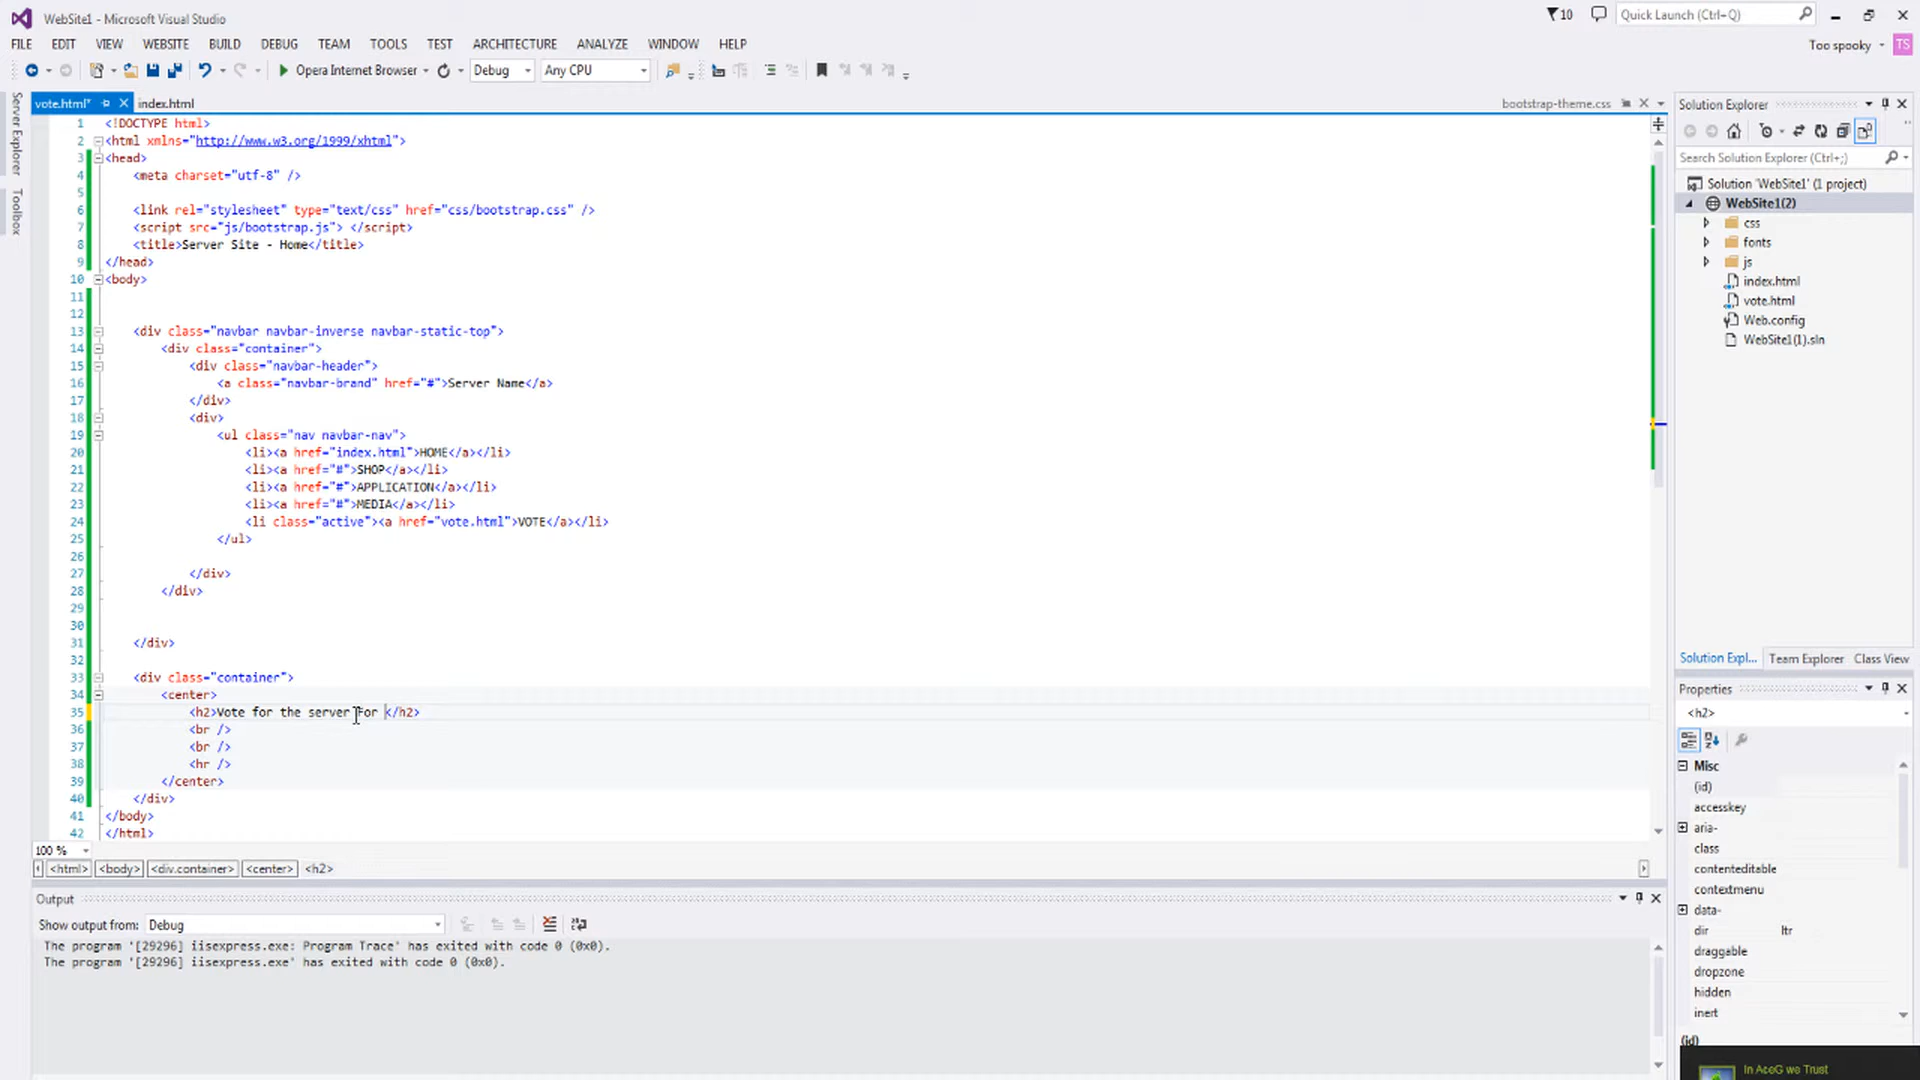 WebSite1 - Microsoft Visual Studio
10
Quick Launch (Ctrl+Q)
FILE EDIT VIEW WEBSITE BUILD DEBUG TEAM TOOLS TEST ARCHITECTURE ANALYZE WINDOW HELP
Too spooky
TS
Opera Internet Browser
Debug
Any CPU
Server Explorer
Toolbox
vote.html*
index.html
bootstrap-theme.css
1 <!DOCTYPE html>
2 <html xmlns="http://www.w3.org/1999/xhtml">
3 <head>
4 <meta charset="utf-8" />
5
6 <link rel="stylesheet" type="text/css" href="css/bootstrap.css" />
7 <script src="js/bootstrap.js"> </script>
8 <title>Server Site - Home</title>
9 </head>
10 <body>
11
12
13 <div class="navbar navbar-inverse navbar-static-top">
14 <div class="container">
15 <div class="navbar-header">
16 <a class="navbar-brand" href="#">Server Name</a>
17 </div>
18 <div>
19 <ul class="nav navbar-nav">
20 <li><a href="index.html">HOME</a></li>
21 <li><a href="#">SHOP</a></li>
22 <li><a href="#">APPLICATION</a></li>
23 <li><a href="#">MEDIA</a></li>
24 <li class="active"><a href="vote.html">VOTE</a></li>
25 </ul>
26
27 </div>
28 </div>
29
30
31 </div>
32
33 <div class="container">
34 <center>
35 <h2>Vote for the server for </h2>
36 <br />
37 <br />
38 <hr />
39 </center>
40 </div>
41 </body>
42 </html>
100 %
<html> <body> <div.container> <center> <h2>
Output
Show output from: Debug
The program '[29296] iisexpress.exe: Program Trace' has exited with code 0 (0x0).
The program '[29296] iisexpress.exe' has exited with code 0 (0x0).
Solution Explorer
Search Solution Explorer (Ctrl+;)
Solution 'WebSite1' (1 project)
WebSite1(2)
css
fonts
js
index.html
vote.html
Web.config
WebSite1(1).sln
Solution Expl... Team Explorer Class View
Properties
<h2>
Misc
(id)
accesskey
aria-
class
contenteditable
contextmenu
data-
dir ltr
draggable
dropzone
hidden
inert
(id)
In AceG we Trust